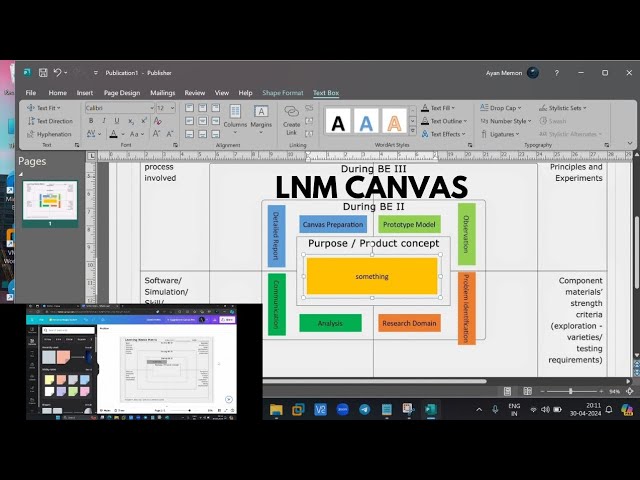 Publication1 - Publisher
Ayan Memon
File Home Insert Page Design Mailings Review View Help Shape Format Text Box
Text Fit
Text Direction
Hyphenation
Text
Calibri
12
Font
Alignment
Columns
Margins
Create Link
Linking
A A A
WordArt Styles
Text Fill
Text Outline
Text Effects
Drop Cap
Number Style
Ligatures
Stylistic Sets
Stylistic Alternates
Typography
Pages
1
process involved
During BE III
Principles and Experiments
LNM CANVAS
During BE II
Detailed Report
Canvas Preparation
Prototype Model
Observation
Purpose / Product concept
something
Communication
Analysis
Research Domain
Problem Identification
Software/
Simulation/
Skill/
Component
materials'
strength
criteria
(exploration -
varieties/
testing
requirements)
94%
ENG
IN
20:11
30-04-2024